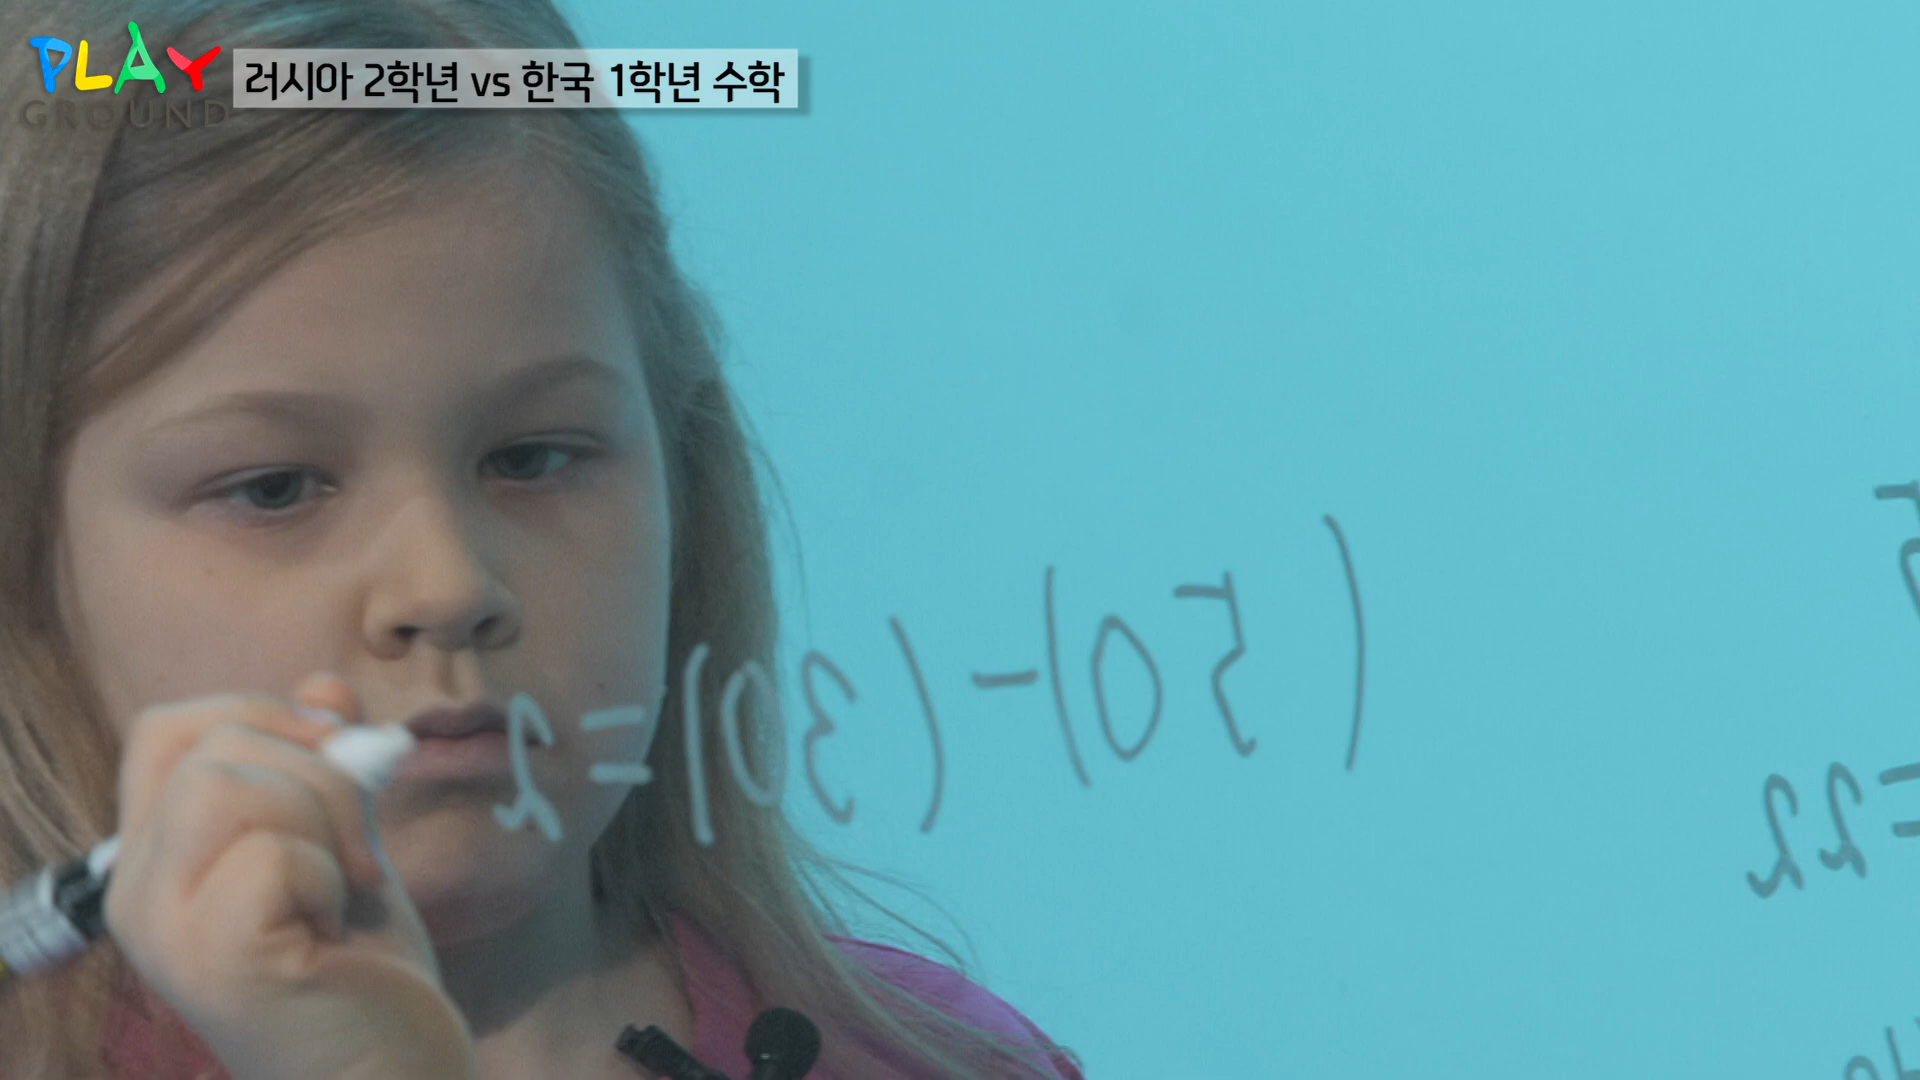 PLAY
GROUND
러시아 2학년 vs 한국 1학년 수학
(50)-(30)=2
=22